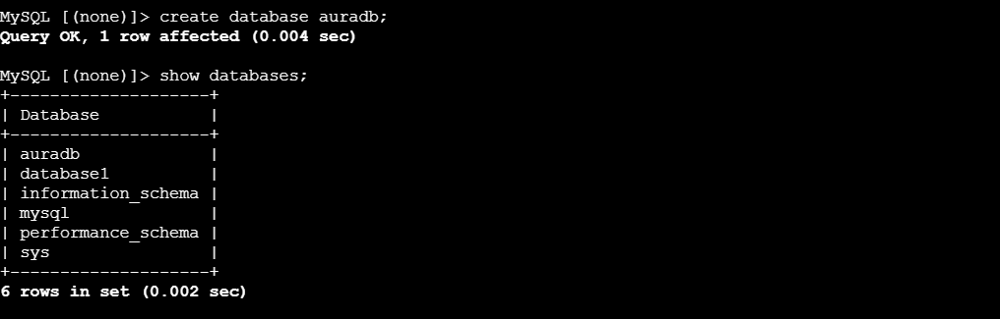 MySQL [(none)]> create database auradb;
Query OK, 1 row affected (0.004 sec)
MySQL [(none)]> show databases;
+--------------------+
| Database           |
+--------------------+
| auradb             |
| database1          |
| information_schema |
| mysql              |
| performance_schema |
| sys                |
+--------------------+
6 rows in set (0.002 sec)